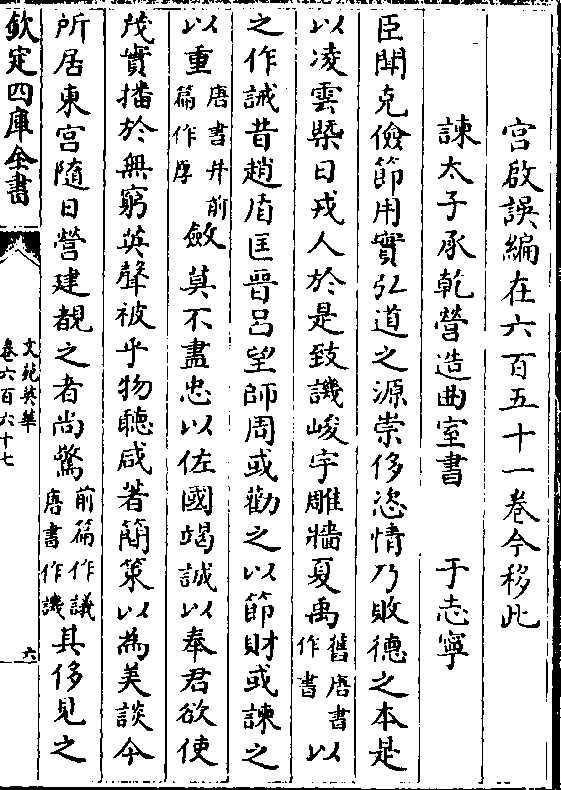 宫啟誤編在六百五十一卷今移此
諫太子承乾營造曲室書　于志寧
臣聞克儉節用實弘道之源崇侈恣情乃敗德之本是
以凌雲槩日戎人於是致譏峻宇雕牆夏禹舊唐書作書以
之作誡昔趙盾匡晉呂望師周或勸之以節財或諫之
以重唐書并前篇作厚斂莫不盡忠以佐國竭誠以奉君欲使
茂實播於無窮英聲被乎物聽咸著簡策以為美談今
所居東宫隨日營建覩之者尚驚前篇作議唐書作譏其侈見之
欽定四庫全書
文苑英華
卷六百六十七
六